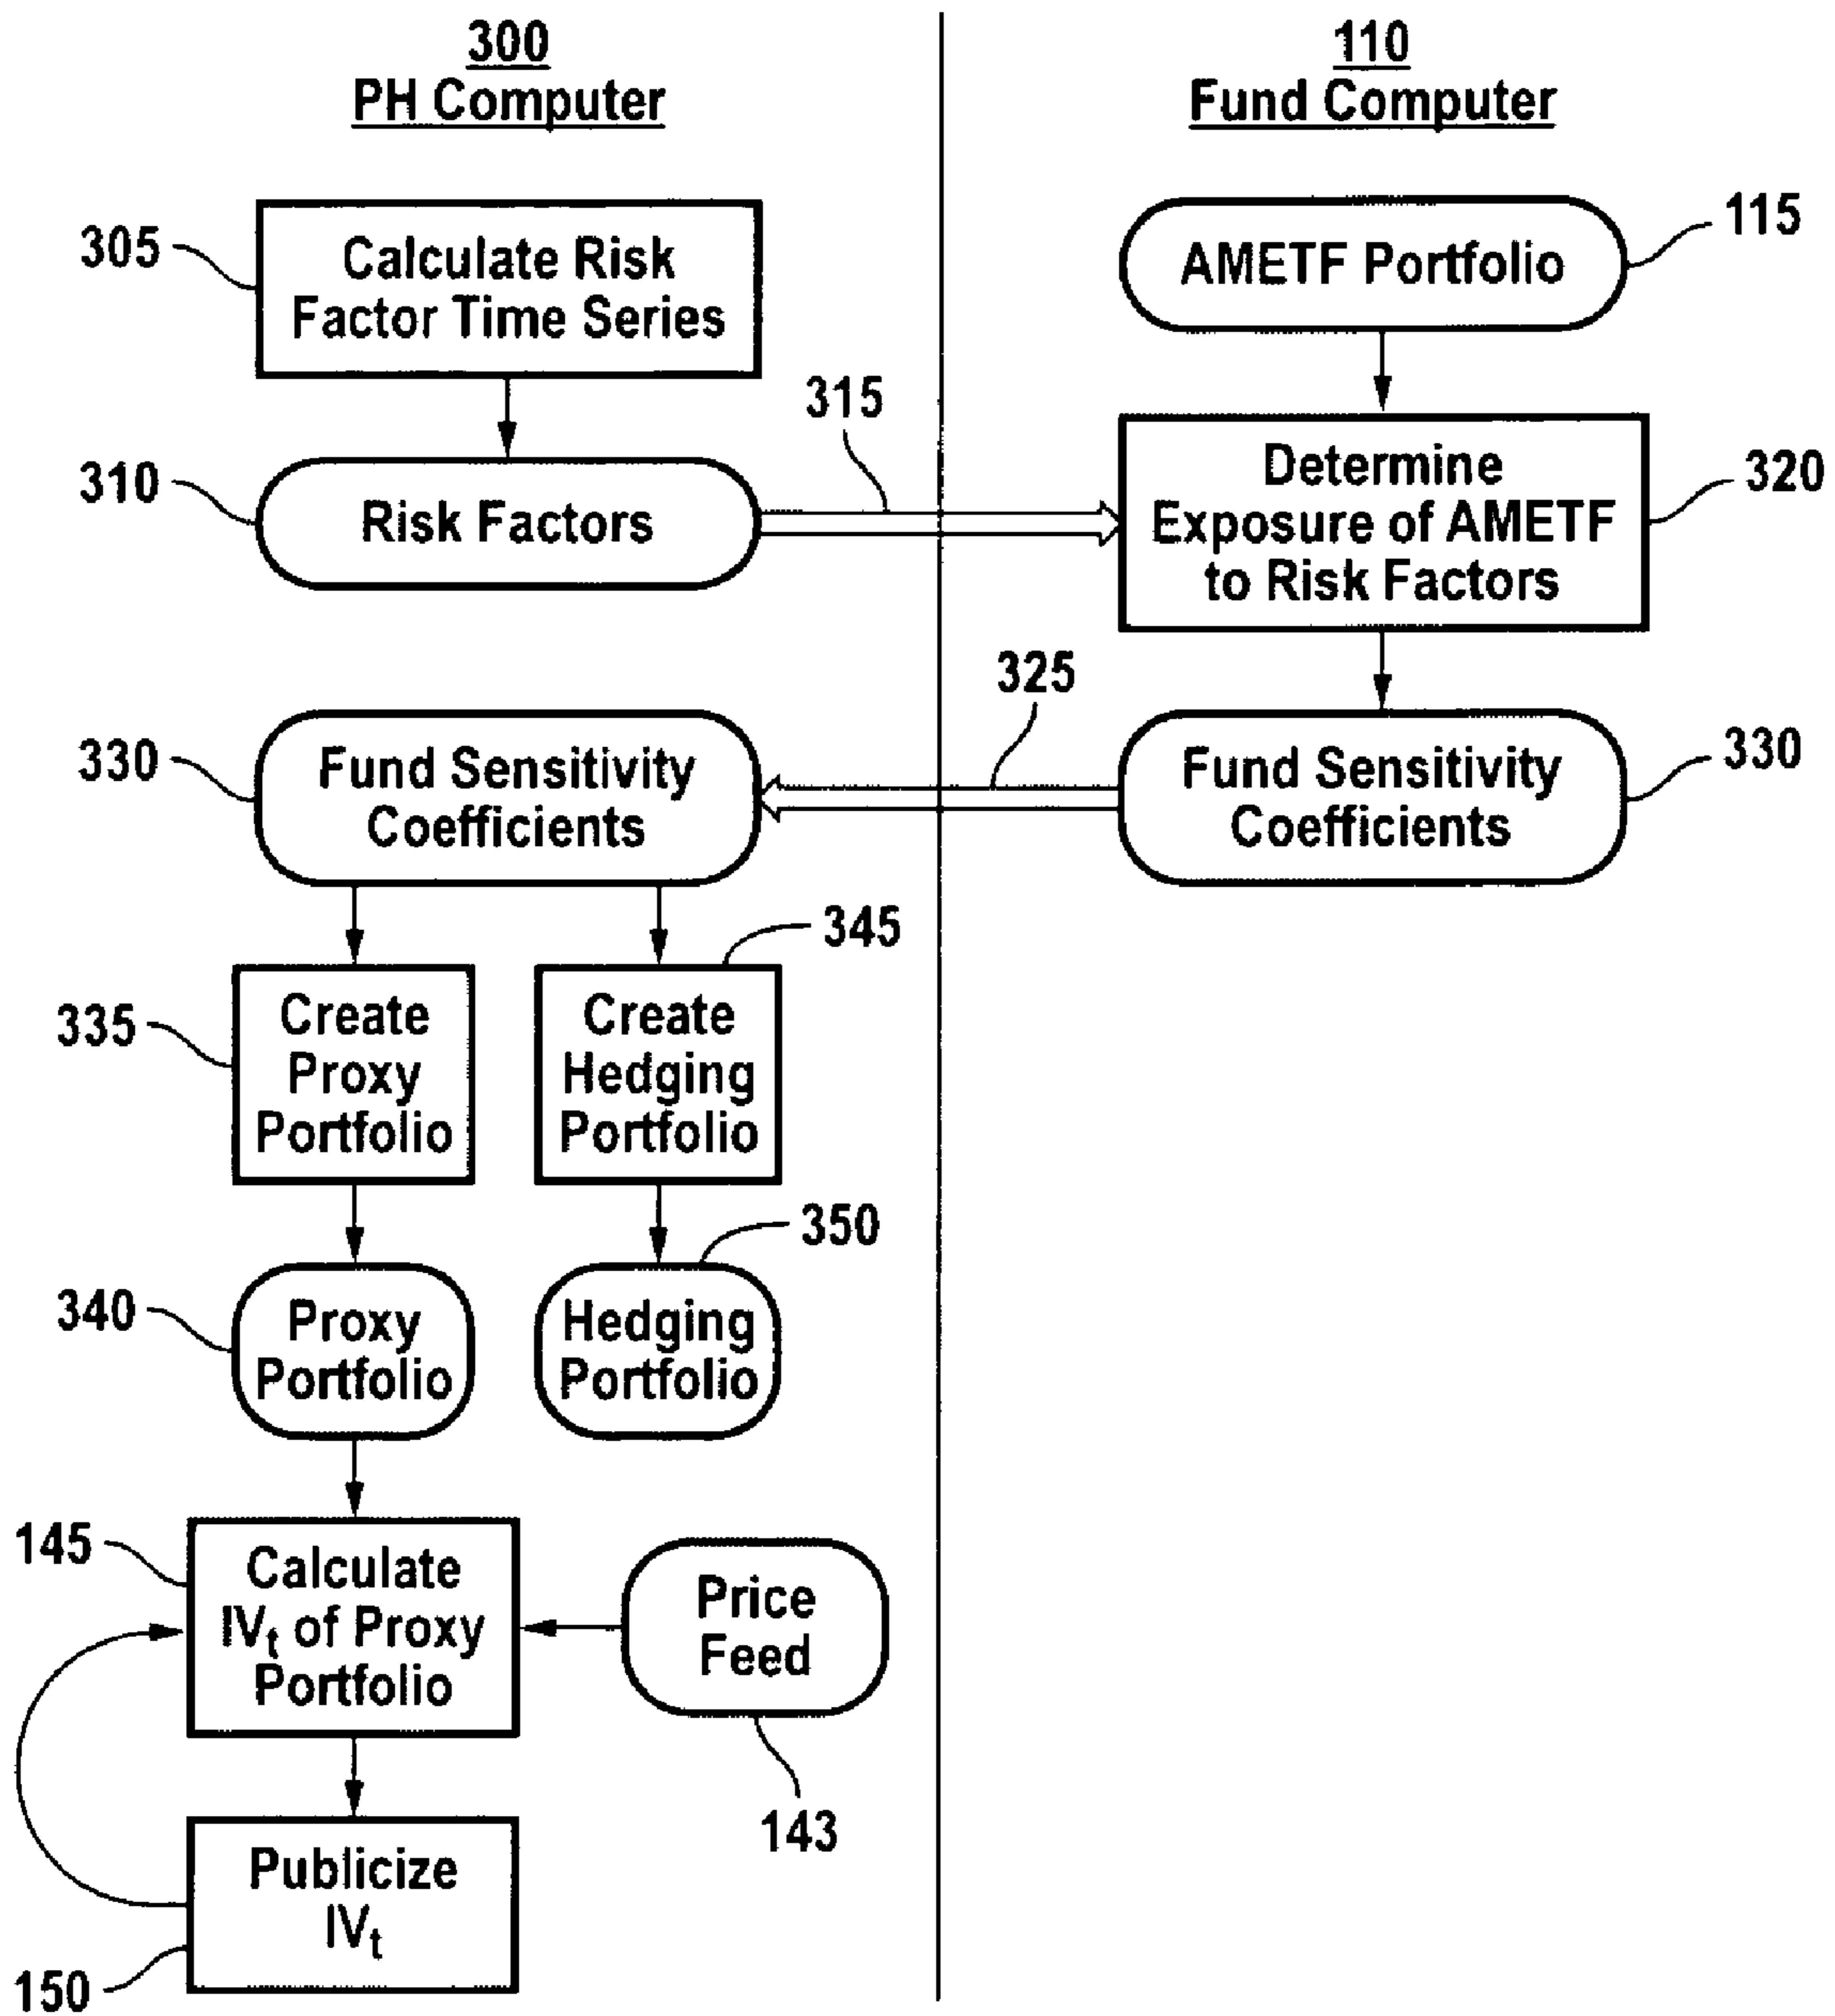 300
PH Computer
110
Fund Computer
305
Calculate Risk
Factor Time Series
AMETF Portfolio
115
310
Risk Factors
315
Determine
Exposure of AMETF
to Risk Factors
320
330
Fund Sensitivity
Coefficients
325
Fund Sensitivity
Coefficients
330
335
Create
Proxy
Portfolio
345
Create
Hedging
Portfolio
340
Proxy
Portfolio
350
Hedging
Portfolio
145
Calculate
IVt of Proxy
Portfolio
Price
Feed
143
Publicize
IVt
150